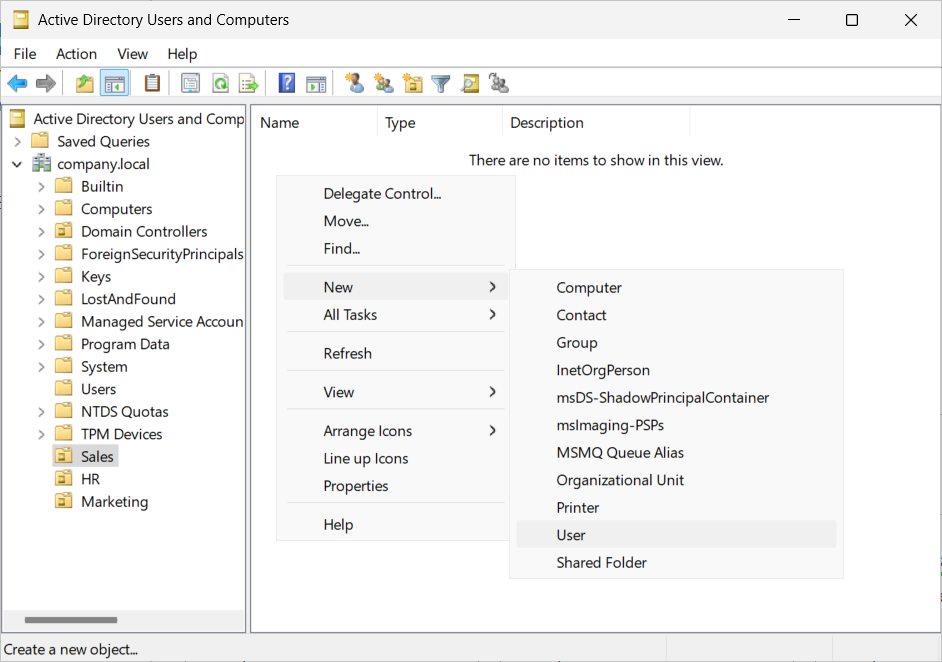 Active Directory Users and Computers
File Action View Help
Active Directory Users and Comp
Saved Queries
company.local
Builtin
Computers
Domain Controllers
ForeignSecurityPrincipals
Keys
LostAndFound
Managed Service Accoun
Program Data
System
Users
NTDS Quotas
TPM Devices
Sales
HR
Marketing
Name Type Description
There are no items to show in this view.
Delegate Control...
Move...
Find...
New
All Tasks
Refresh
View
Arrange Icons
Line up Icons
Properties
Help
Computer
Contact
Group
InetOrgPerson
msDS-ShadowPrincipalContainer
msImaging-PSPs
MSMQ Queue Alias
Organizational Unit
Printer
User
Shared Folder
Create a new object...